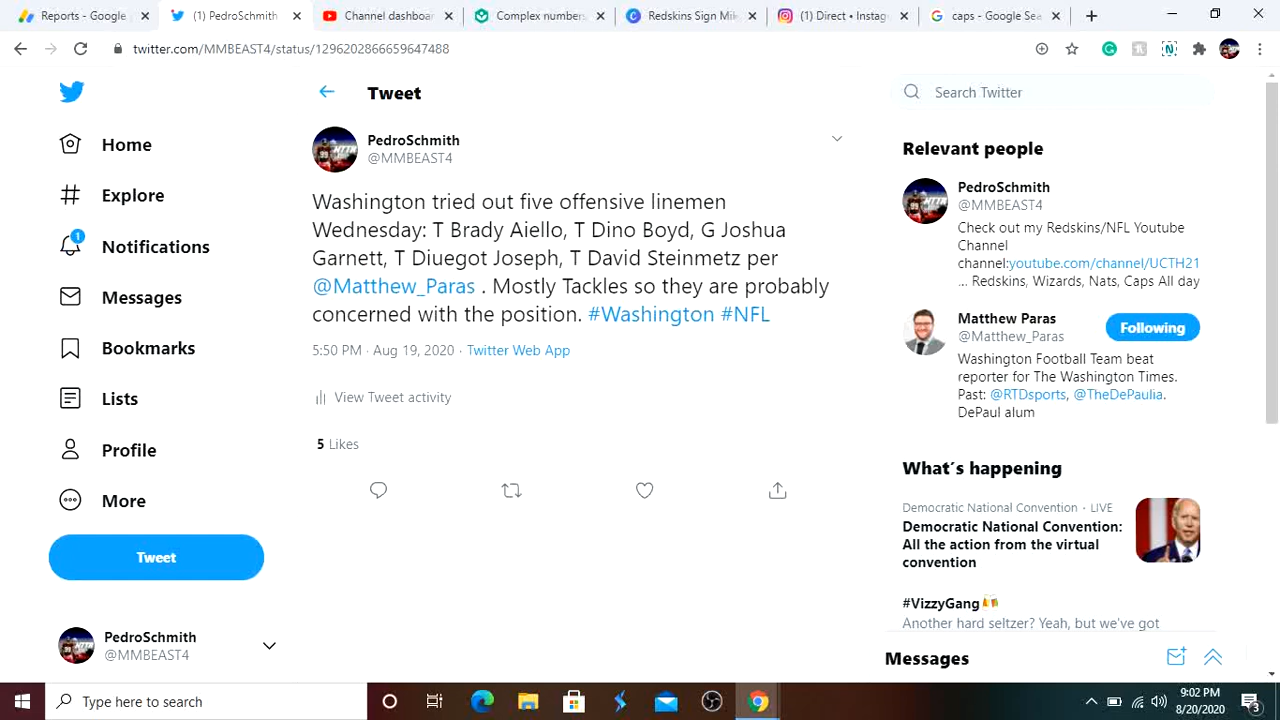 Reports - Google
(1) PedroSchmith
Channel dashboa
Complex numbers
Redskins Sign Mik
(1) Direct • Instag
caps - Google Sea
twitter.com/MMBEAST4/status/1296202866659647488
Home
Explore
1
Notifications
Messages
Bookmarks
Lists
Profile
More
Tweet
PedroSchmith
@MMBEAST4
Tweet
PedroSchmith
@MMBEAST4
Washington tried out five offensive linemen
Wednesday: T Brady Aiello, T Dino Boyd, G Joshua
Garnett, T Diuegot Joseph, T David Steinmetz per
@Matthew_Paras . Mostly Tackles so they are probably
concerned with the position. #Washington #NFL
5:50 PM · Aug 19, 2020 · Twitter Web App
View Tweet activity
5 Likes
Search Twitter
Relevant people
PedroSchmith
@MMBEAST4
Check out my Redskins/NFL Youtube
Channel
channel:youtube.com/channel/UCTH21
... Redskins, Wizards, Nats, Caps All day
Matthew Paras
@Matthew_Paras
Following
Washington Football Team beat
reporter for The Washington Times.
Past: @RTDsports, @TheDePaulia.
DePaul alum
What's happening
Democratic National Convention · LIVE
Democratic National Convention:
All the action from the virtual
convention
#VizzyGang
Another hard seltzer? Yeah, but we've got
Messages
Type here to search
9:02 PM
8/20/2020
3